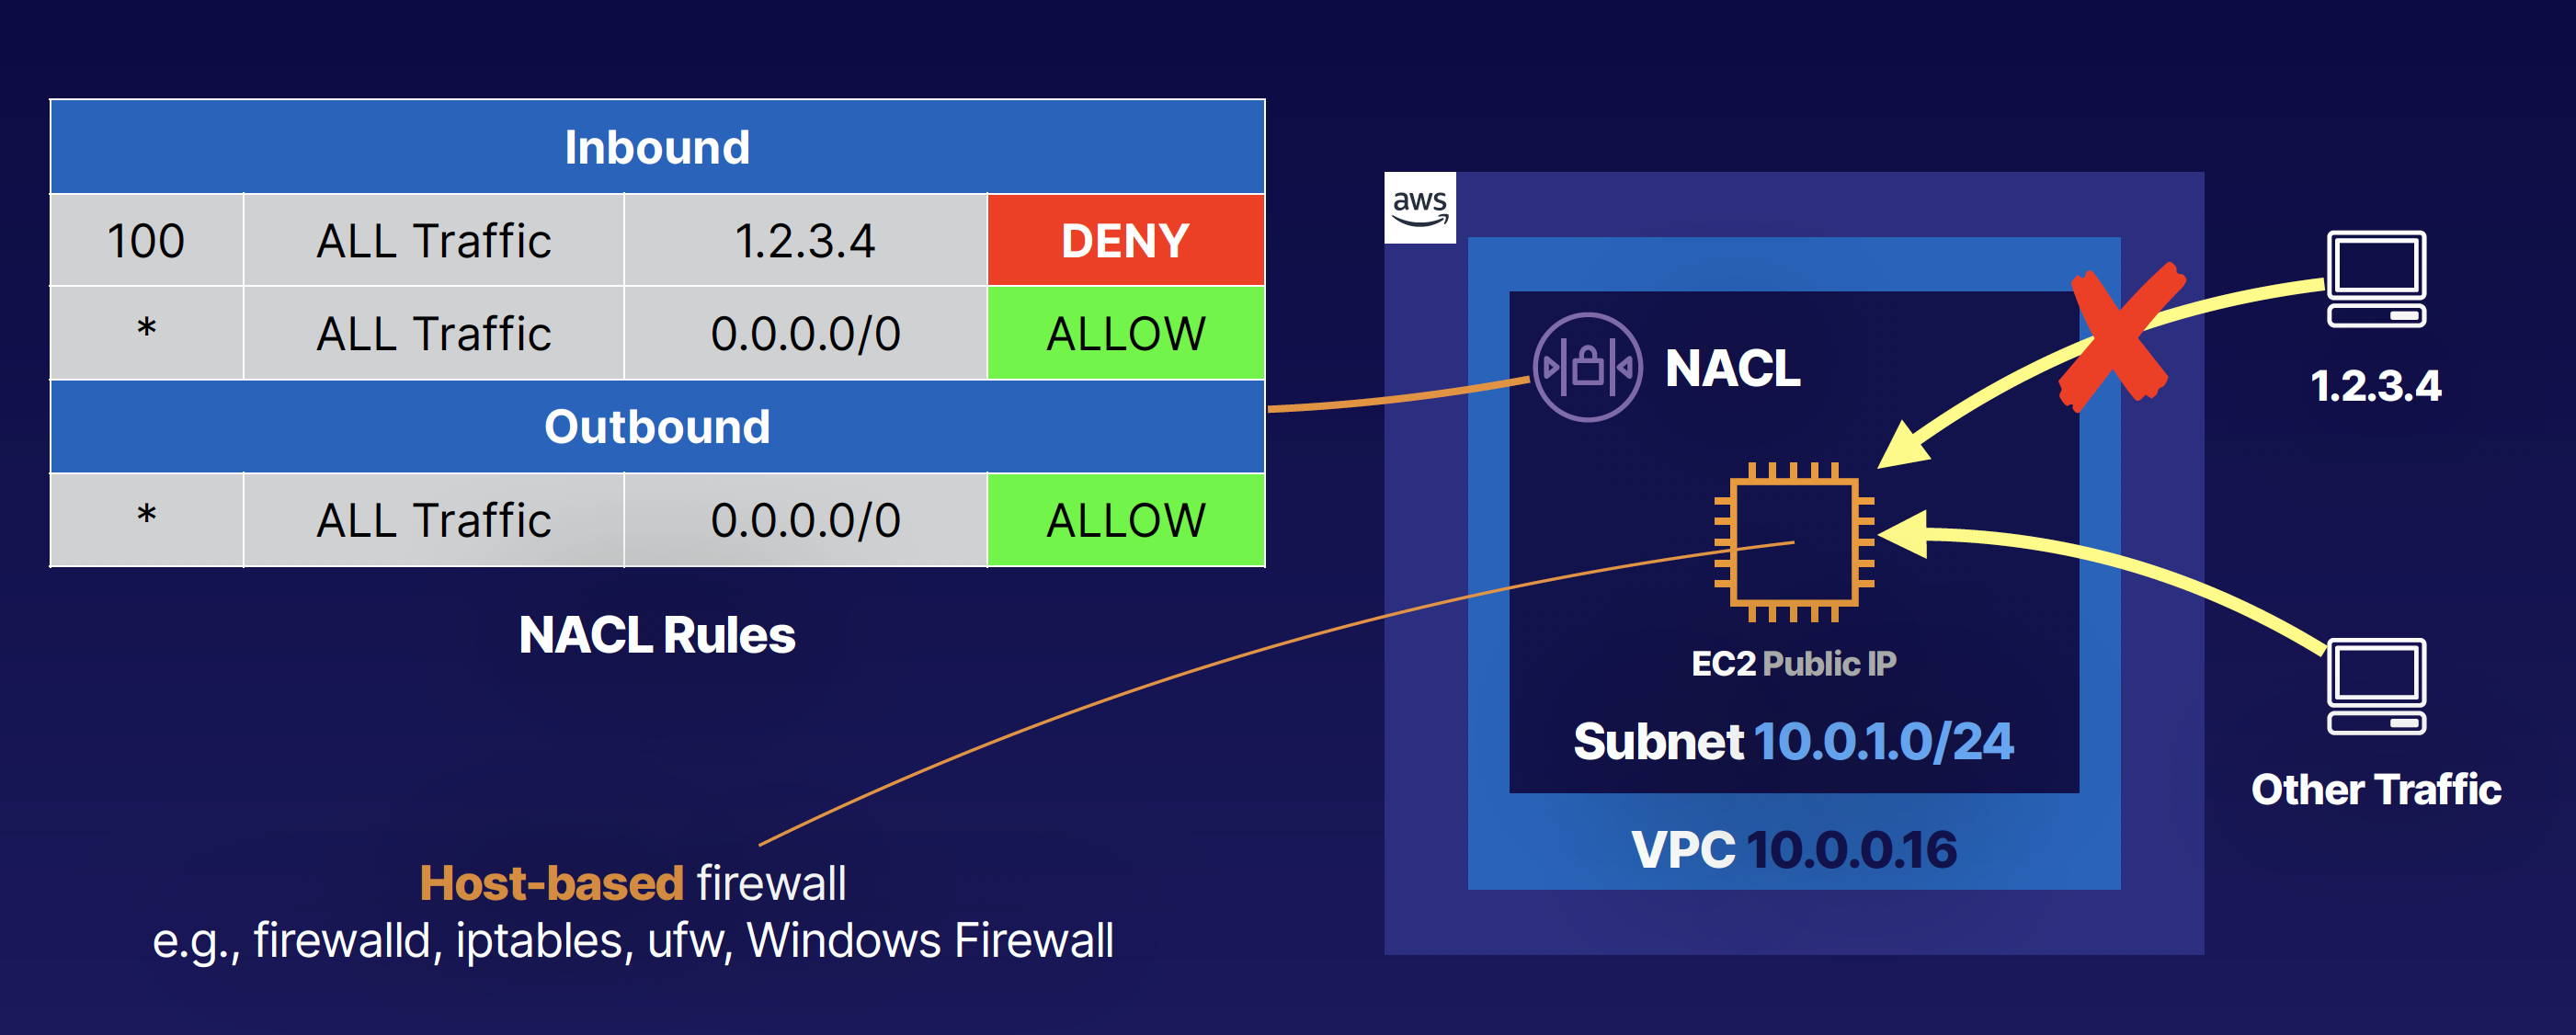 Inbound
100 ALL Traffic 1.2.3.4 DENY
* ALL Traffic 0.0.0.0/0 ALLOW
Outbound
* ALL Traffic 0.0.0.0/0 ALLOW
NACL Rules
Host-based firewall
e.g., firewalld, iptables, ufw, Windows Firewall
aws
NACL
EC2 Public IP
Subnet 10.0.1.0/24
VPC 10.0.0.16
1.2.3.4
Other Traffic